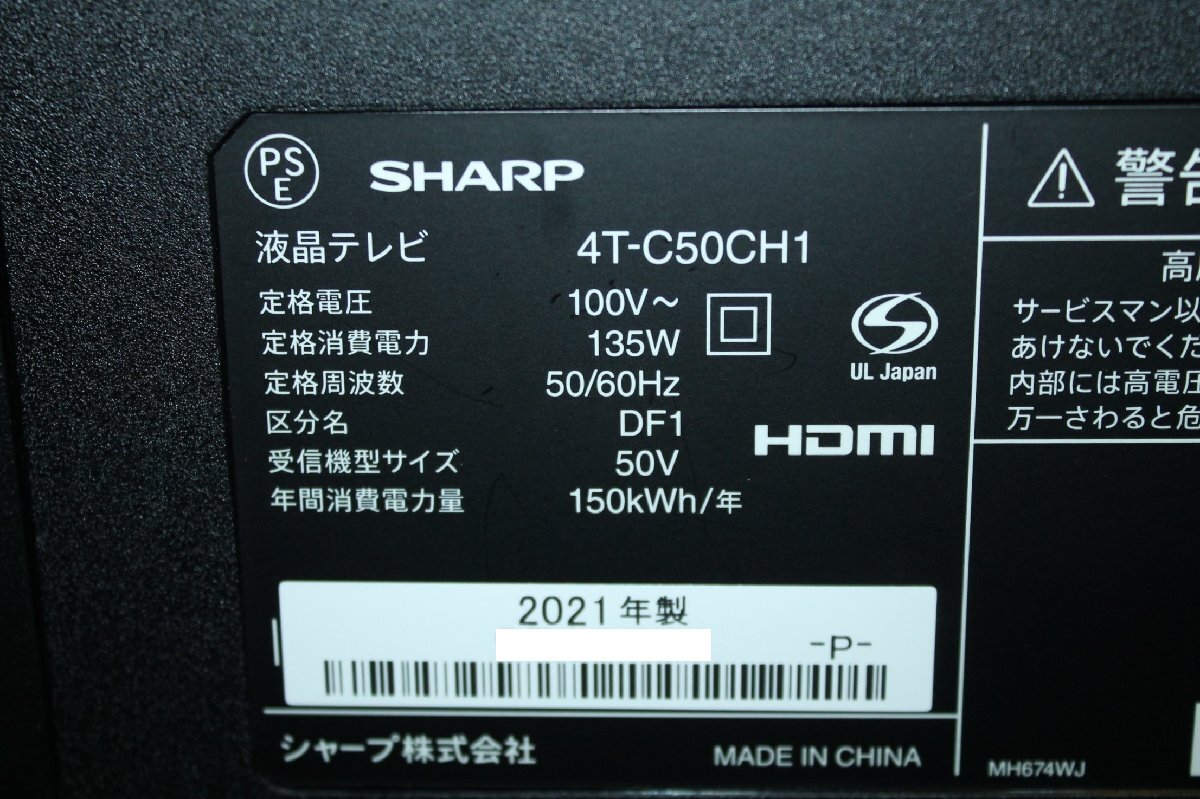 PSE SHARP
液晶テレビ 4T-C50CH1
定格電圧 100V～
定格消費電力 135W
定格周波数 50/60Hz
区分名 DF1
受信機型サイズ 50V
年間消費電力量 150kWh/年
UL Japan
HDMI
2021年製
-P-
シャープ株式会社 MADE IN CHINA
警告
高
サービスマン以
あけないでくだ
内部には高電圧
万一さわると危
MH674WJ